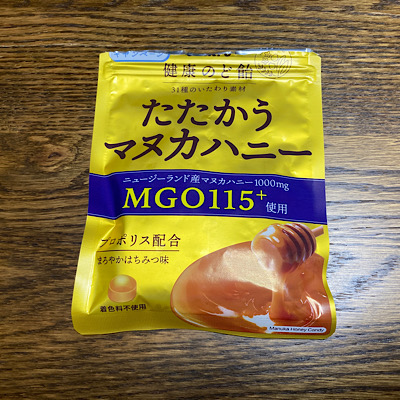 健康のど飴
31種のいたわり素材
たたかう
マヌカハニー
ニュージーランド産マヌカハニー1000mg
MGO115+使用
プロポリス配合
まろやかはちみつ味
着色料不使用
Manuka Honey Candy